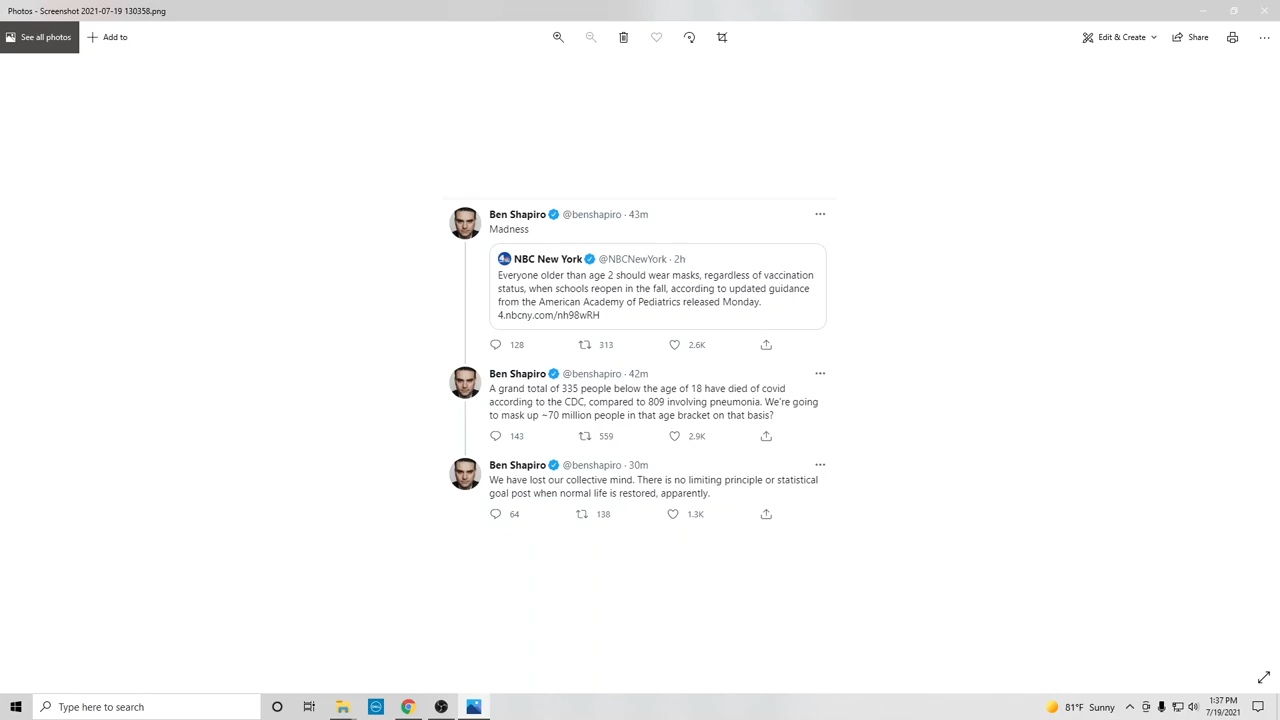 Photos - Screenshot 2021-07-19 130358.png
See all photos
Add to
Edit & Create
Share
Ben Shapiro @benshapiro · 43m
Madness
NBC New York @NBCNewYork · 2h
Everyone older than age 2 should wear masks, regardless of vaccination
status, when schools reopen in the fall, according to updated guidance
from the American Academy of Pediatrics released Monday.
4.nbcny.com/nh98wRH
128 313 2.6K
Ben Shapiro @benshapiro · 42m
A grand total of 335 people below the age of 18 have died of covid
according to the CDC, compared to 809 involving pneumonia. We're going
to mask up ~70 million people in that age bracket on that basis?
143 559 2.9K
Ben Shapiro @benshapiro · 30m
We have lost our collective mind. There is no limiting principle or statistical
goal post when normal life is restored, apparently.
64 138 1.3K
Type here to search
DELL
81°F Sunny
1:37 PM
7/19/2021